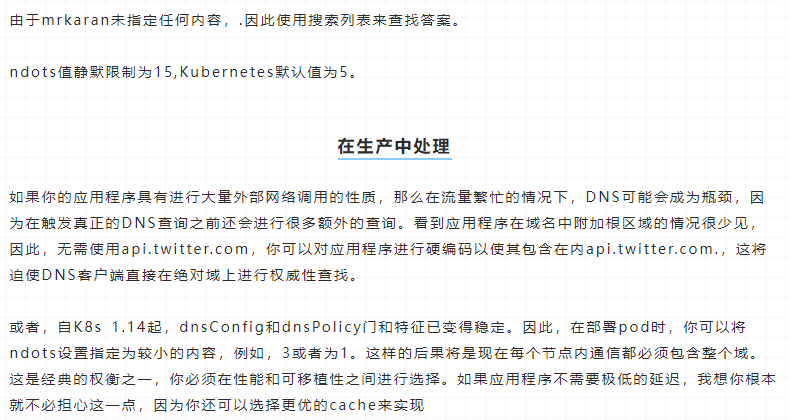 由于mrkaran未指定任何内容，.因此使用搜索列表来查找答案。
ndots值静默限制为15,Kubernetes默认值为5。
在生产中处理
如果你的应用程序具有进行大量外部网络调用的性质，那么在流量繁忙的情况下，DNS可能会成为瓶颈，因
为在触发真正的DNS查询之前还会进行很多额外的查询。看到应用程序在域名中附加根区域的情况很少见，
因此，无需使用api.twitter.com，你可以对应用程序进行硬编码以使其包含在内api.twitter.com.，这将
迫使DNS客户端直接在绝对域上进行权威性查找。
或者，自K8s 1.14起，dnsConfig和dnsPolicy门和特征已变得稳定。因此，在部署pod时，你可以将
ndots设置指定为较小的内容，例如，3或者为1。这样的后果将是现在每个节点内通信都必须包含整个域。
这是经典的权衡之一，你必须在性能和可移植性之间进行选择。如果应用程序不需要极低的延迟，我想你根本
就不必担心这一点，因为你还可以选择更优的cache来实现